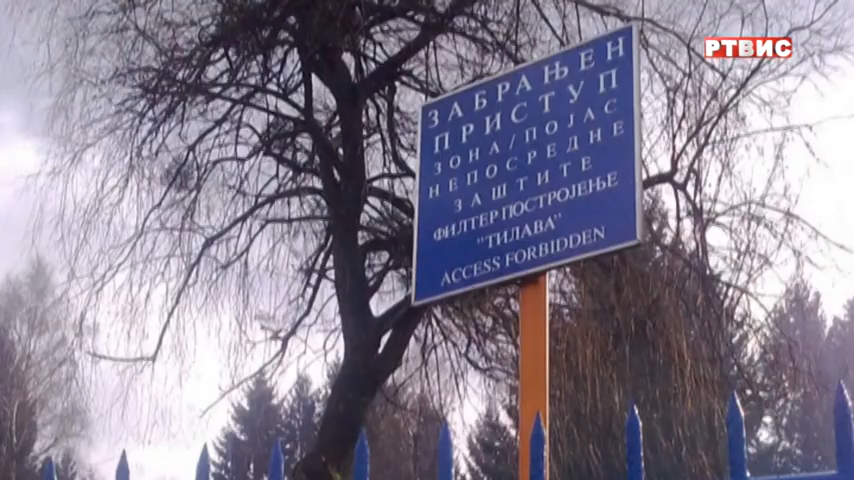 РТВИС
ЗАБРАЊЕН
ПРИСТУП
ЗОНА/ПОЈАС
НЕПОСРЕДНЕ
ЗАШТИТЕ
ФИЛТЕР ПОСТРОЈЕЊЕ
"ТИЛАВА"
ACCESS FORBIDDEN